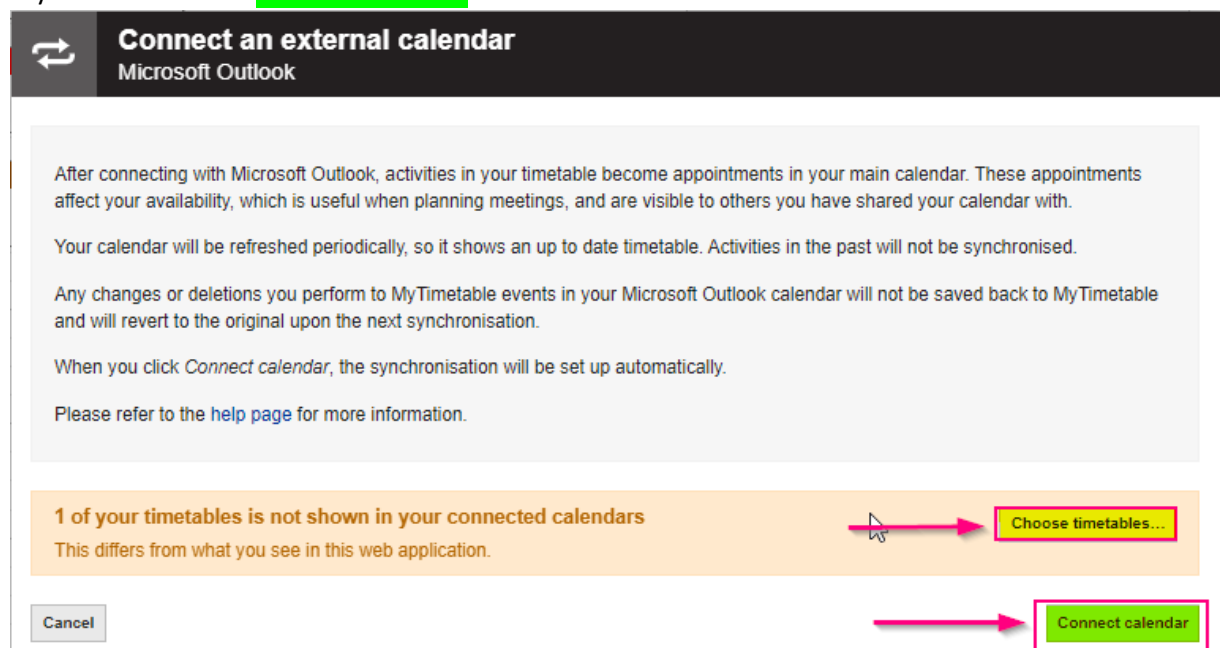 Connect an external calendar
Microsoft Outlook
After connecting with Microsoft Outlook, activities in your timetable become appointments in your main calendar. These appointments
affect your availability, which is useful when planning meetings, and are visible to others you have shared your calendar with.
Your calendar will be refreshed periodically, so it shows an up to date timetable. Activities in the past will not be synchronised.
Any changes or deletions you perform to MyTimetable events in your Microsoft Outlook calendar will not be saved back to MyTimetable
and will revert to the original upon the next synchronisation.
When you click Connect calendar, the synchronisation will be set up automatically.
Please refer to the help page for more information.
1 of your timetables is not shown in your connected calendars
This differs from what you see in this web application.
Choose timetables...
Cancel
Connect calendar